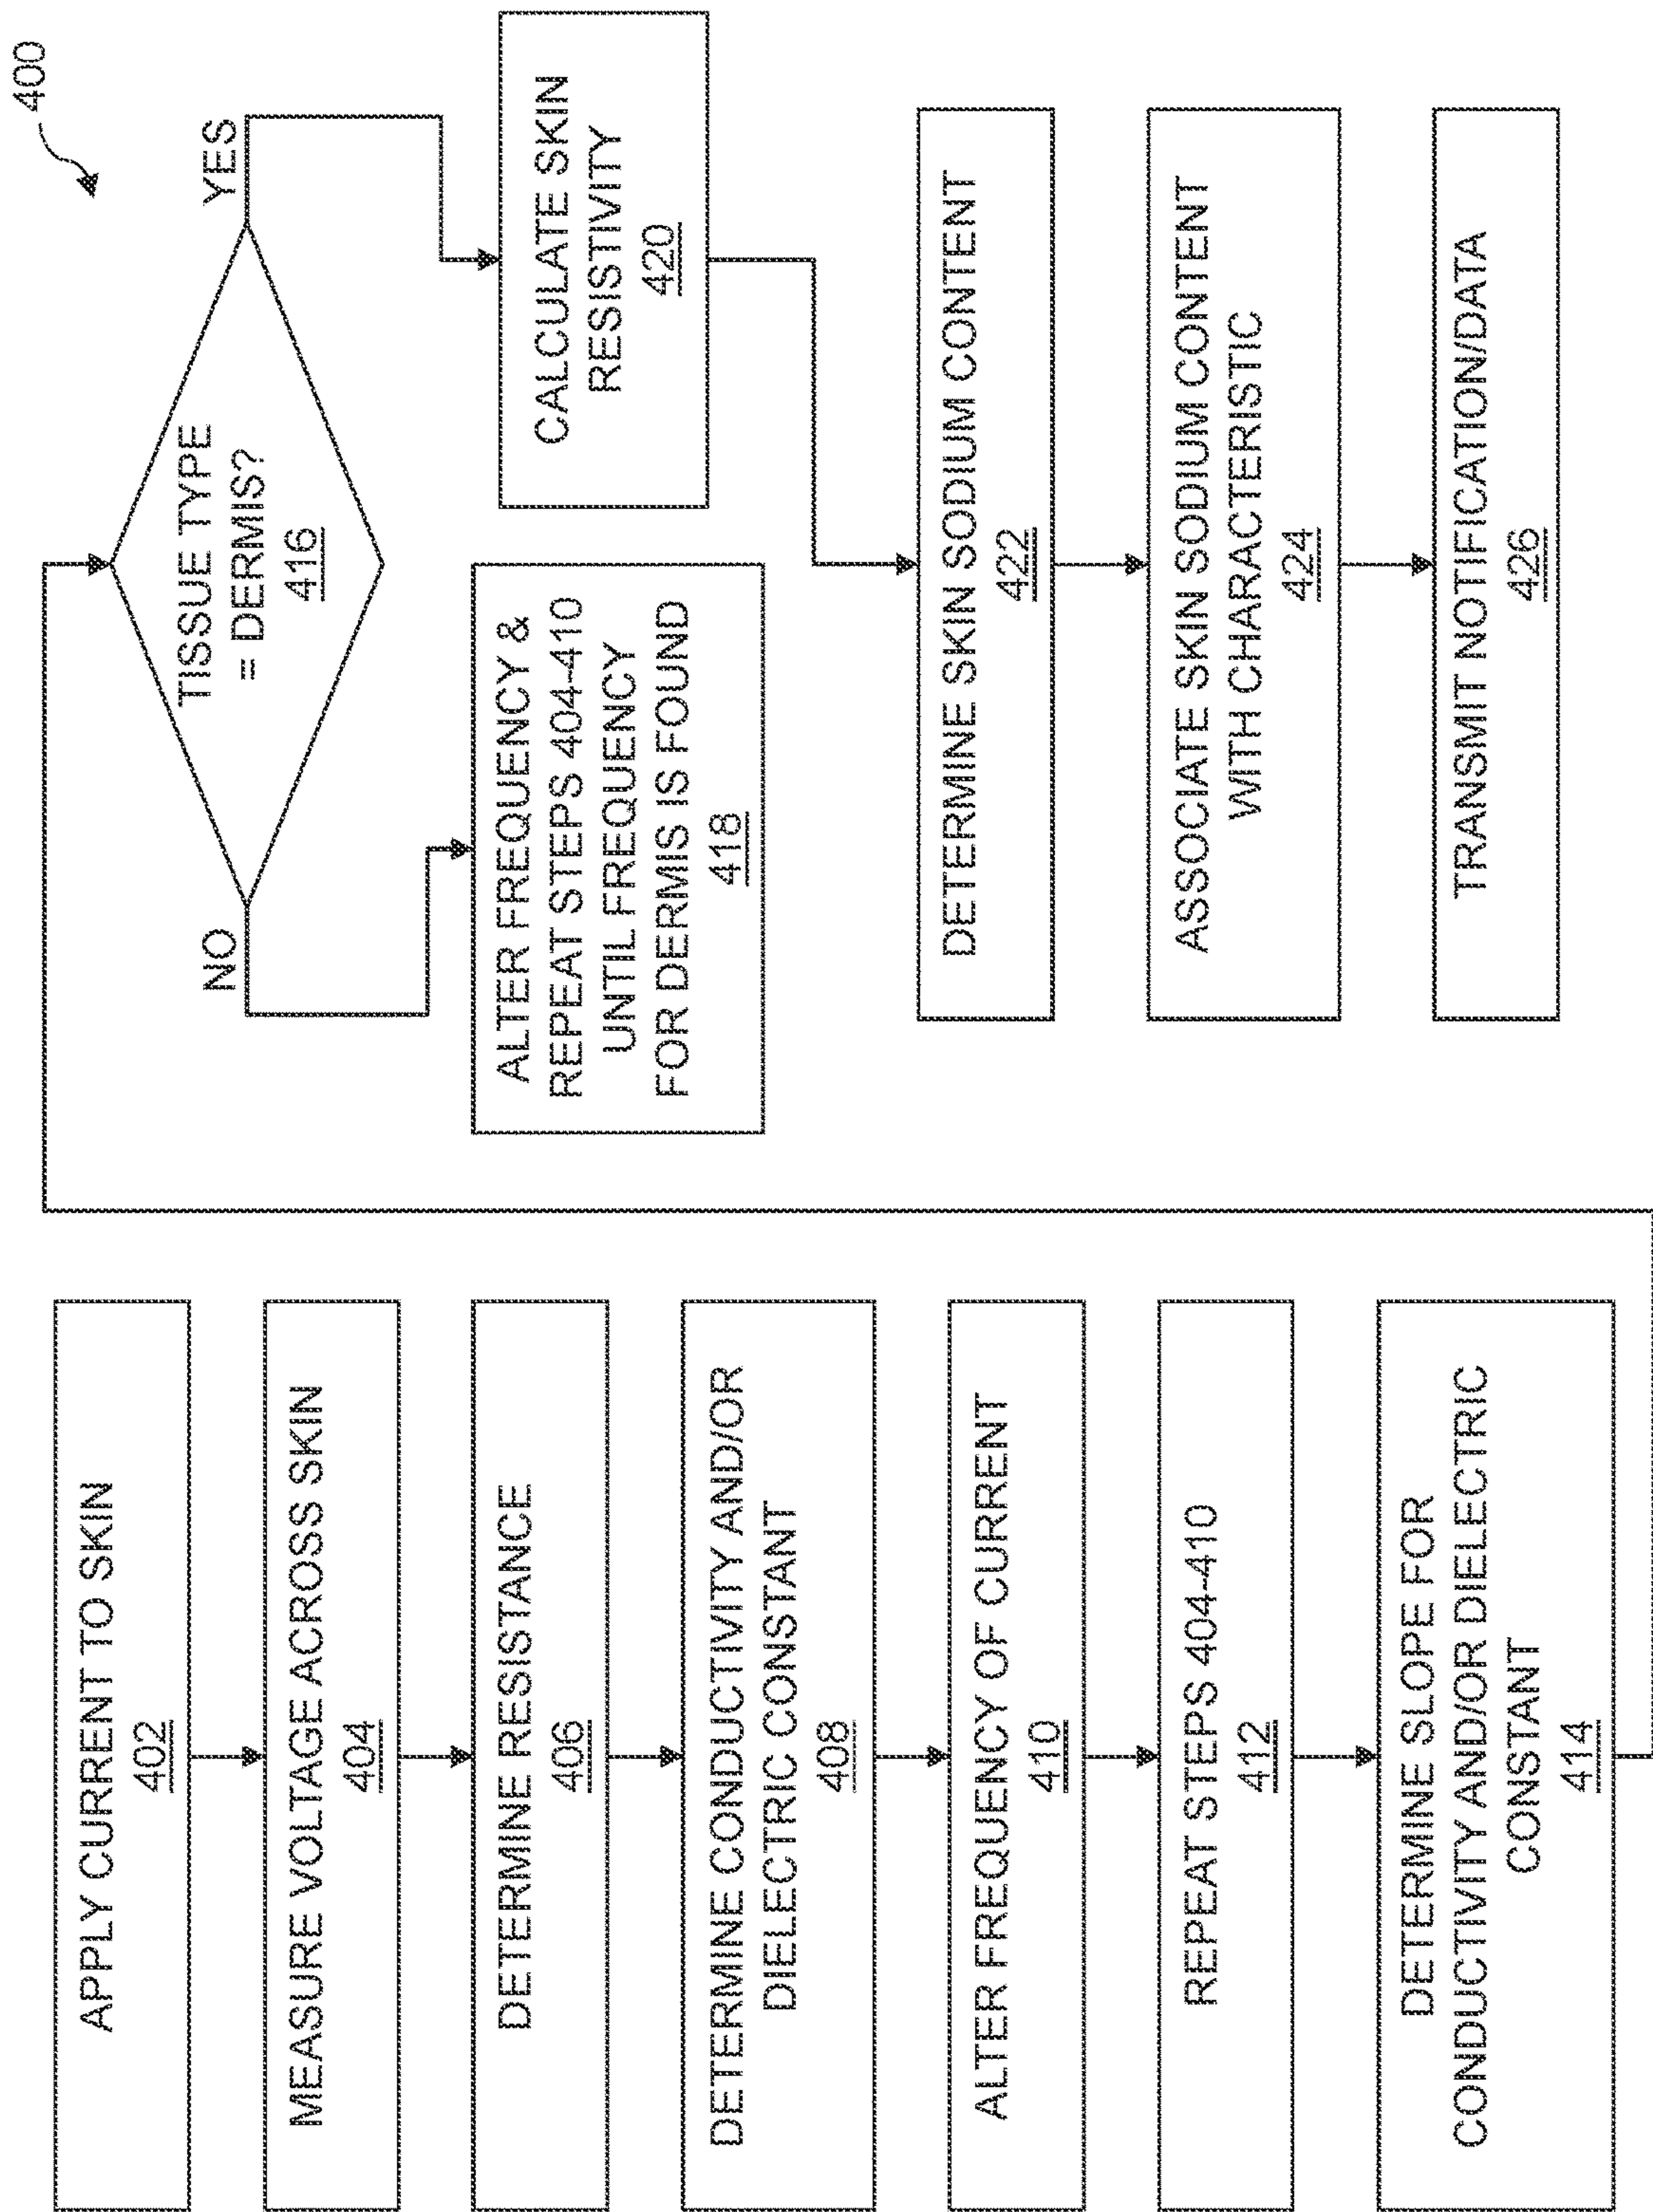 400
APPLY CURRENT TO SKIN
402
MEASURE VOLTAGE ACROSS SKIN
404
DETERMINE RESISTANCE
406
DETERMINE CONDUCTIVITY AND/OR
DIELECTRIC CONSTANT
408
ALTER FREQUENCY OF CURRENT
410
REPEAT STEPS 404-410
412
DETERMINE SLOPE FOR
CONDUCTIVITY AND/OR DIELECTRIC
CONSTANT
414
TISSUE TYPE
= DERMIS?
416
NO
YES
ALTER FREQUENCY &
REPEAT STEPS 404-410
UNTIL FREQUENCY
FOR DERMIS IS FOUND
418
CALCULATE SKIN
RESISTIVITY
420
DETERMINE SKIN SODIUM CONTENT
422
ASSOCIATE SKIN SODIUM CONTENT
WITH CHARACTERISTIC
424
TRANSMIT NOTIFICATION/DATA
426